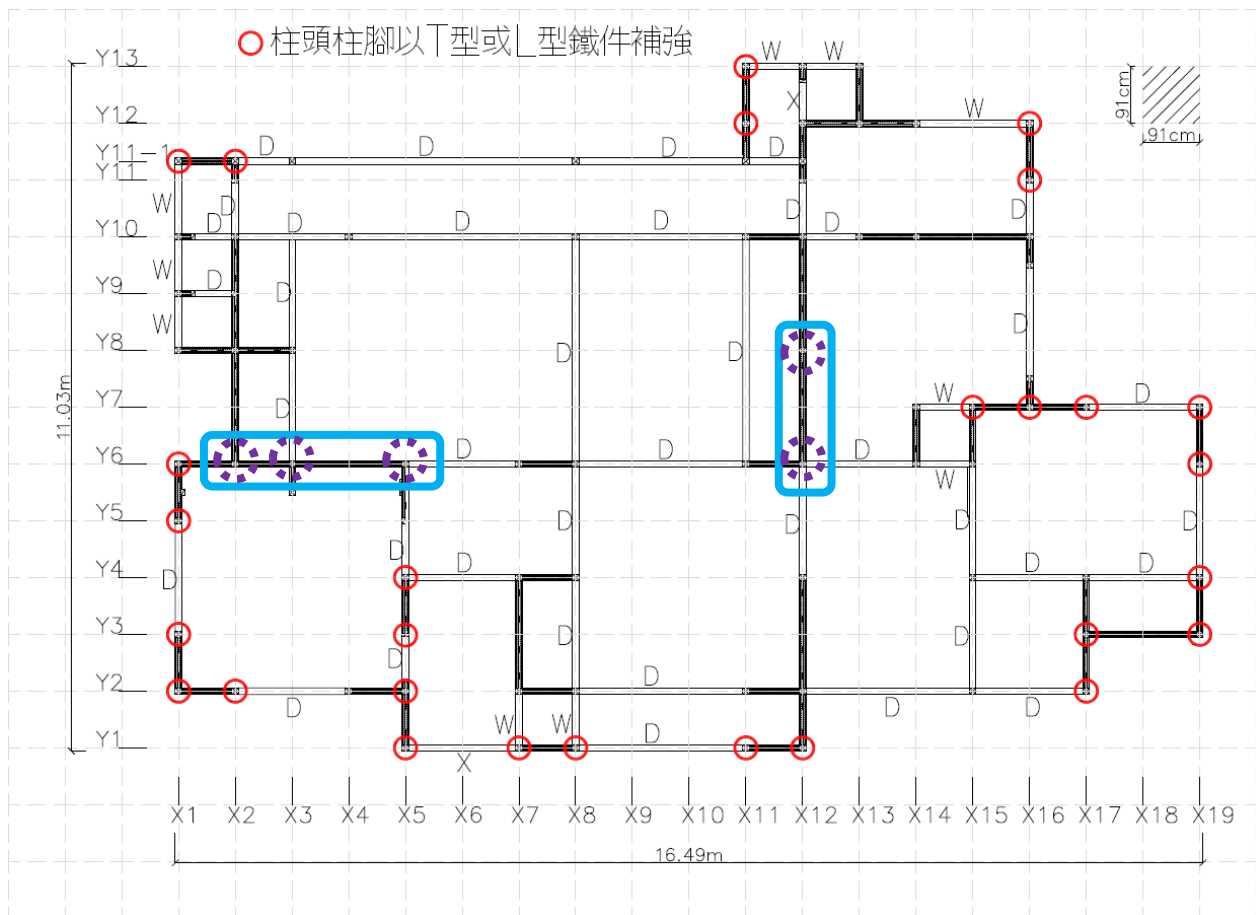 柱頭柱腳以T型或L型鐵件補強
Y13
W W
91cm
Y12
X
W
91cm
Y11-1
D D D D
Y11
W D D
Y10
D D D D D D
W D
Y9
D
D
W
Y8
D D D
11.03m
Y7
D W D
Y6
D D D
W
Y5
D D D D D
D
Y4
D D D D
Y3
D D D
Y2
D D D D
W W D
Y1
X
X1 X2 X3 X4 X5 X6 X7 X8 X9 X10 X11 X12 X13 X14 X15 X16 X17 X18 X19
16.49m